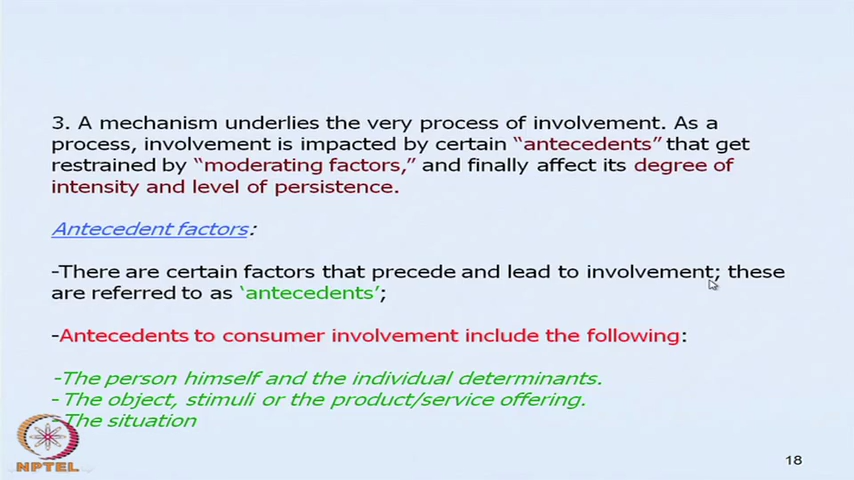 3. A mechanism underlies the very process of involvement. As a
process, involvement is impacted by certain “antecedents” that get
restrained by “moderating factors,” and finally affect its degree of
intensity and level of persistence.
Antecedent factors:
-There are certain factors that precede and lead to involvement; these
are referred to as ‘antecedents’;
-Antecedents to consumer involvement include the following:
-The person himself and the individual determinants.
-The object, stimuli or the product/service offering.
-The situation
NPTEL
18